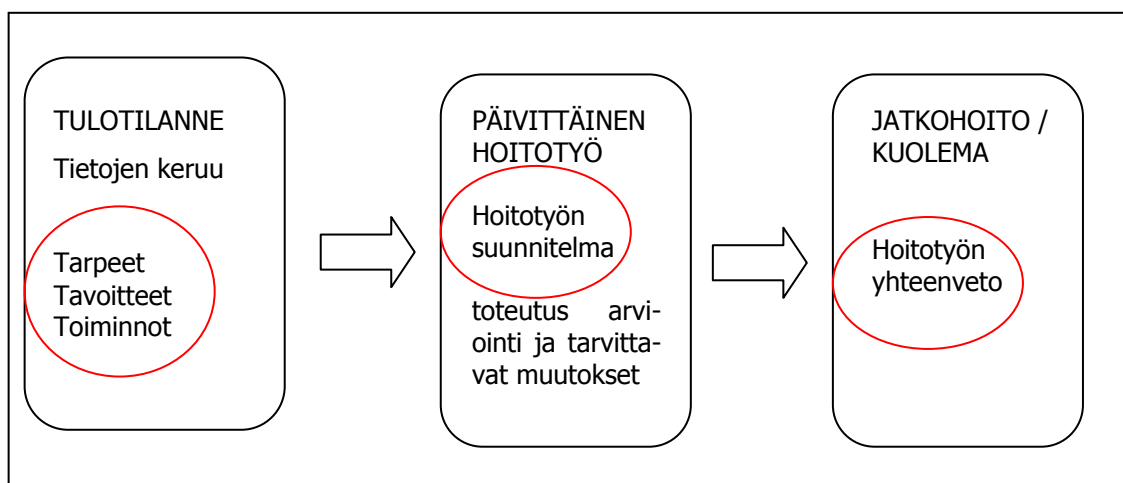 TULOTILANNE
Tietojen keruu
Tarpeet
Tavoitteet
Toiminnot
PÄIVITTÄINEN
HOITOTYÖ
Hoitotyön
suunnitelma
toteutus arvi-
ointi ja tarvitta-
vat muutokset
JATKOHOITO /
KUOLEMA
Hoitotyön
yhteenveto